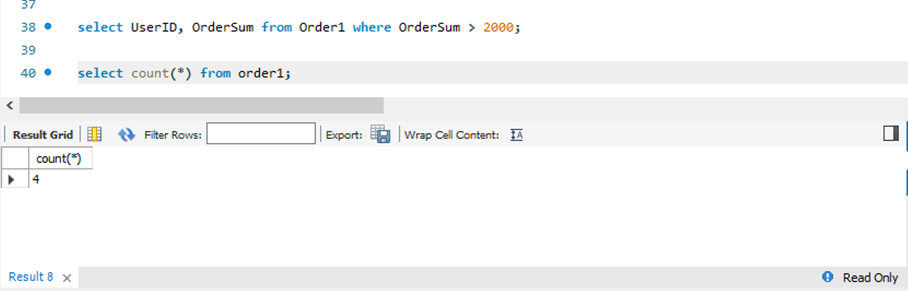 37
38 select UserID, OrderSum from Order1 where OrderSum > 2000;
39
40 select count(*) from order1;
Result Grid Filter Rows: Export: Wrap Cell Content:
count(*)
4
Result 8 Read Only